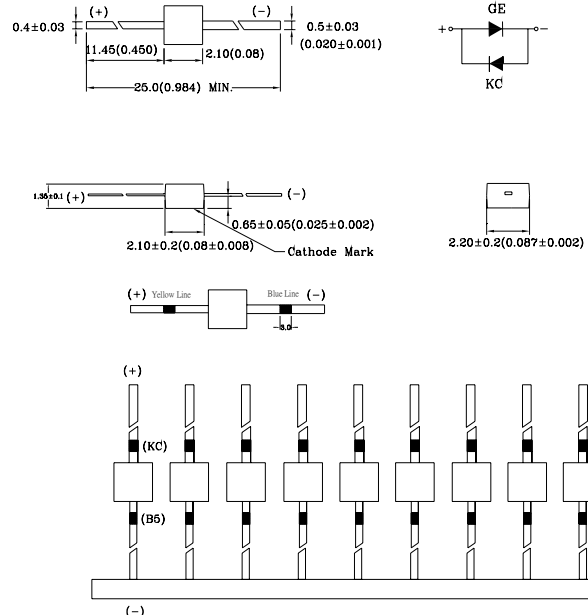 (+) (-)
0.4±0.03
0.5±0.03
(0.020±0.001)
11.45(0.450)
2.10(0.08)
25.0(0.984) MIN.
GE
+ -
KC
1.35±0.1 (+) (-)
0.65±0.05(0.025±0.002)
2.10±0.2(0.08±0.008)
Cathode Mark
2.20±0.2(0.087±0.002)
(+) Yellow Line Blue Line (-)
3.0
(+)
(KC)
(B5)
(-)